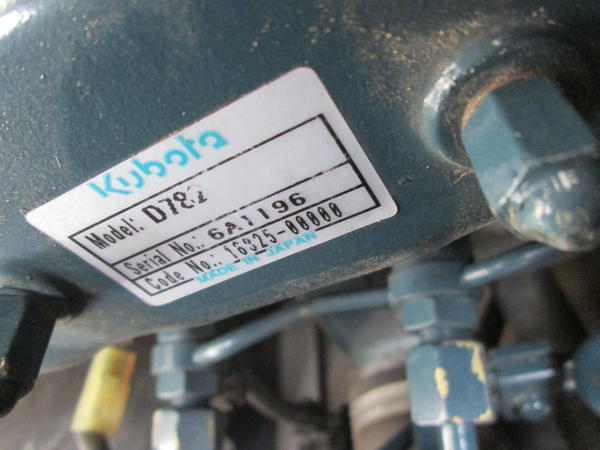 Kubota
Model: D782
Serial No.: 6A1196
Code No.: 16325-00000
MADE IN JAPAN